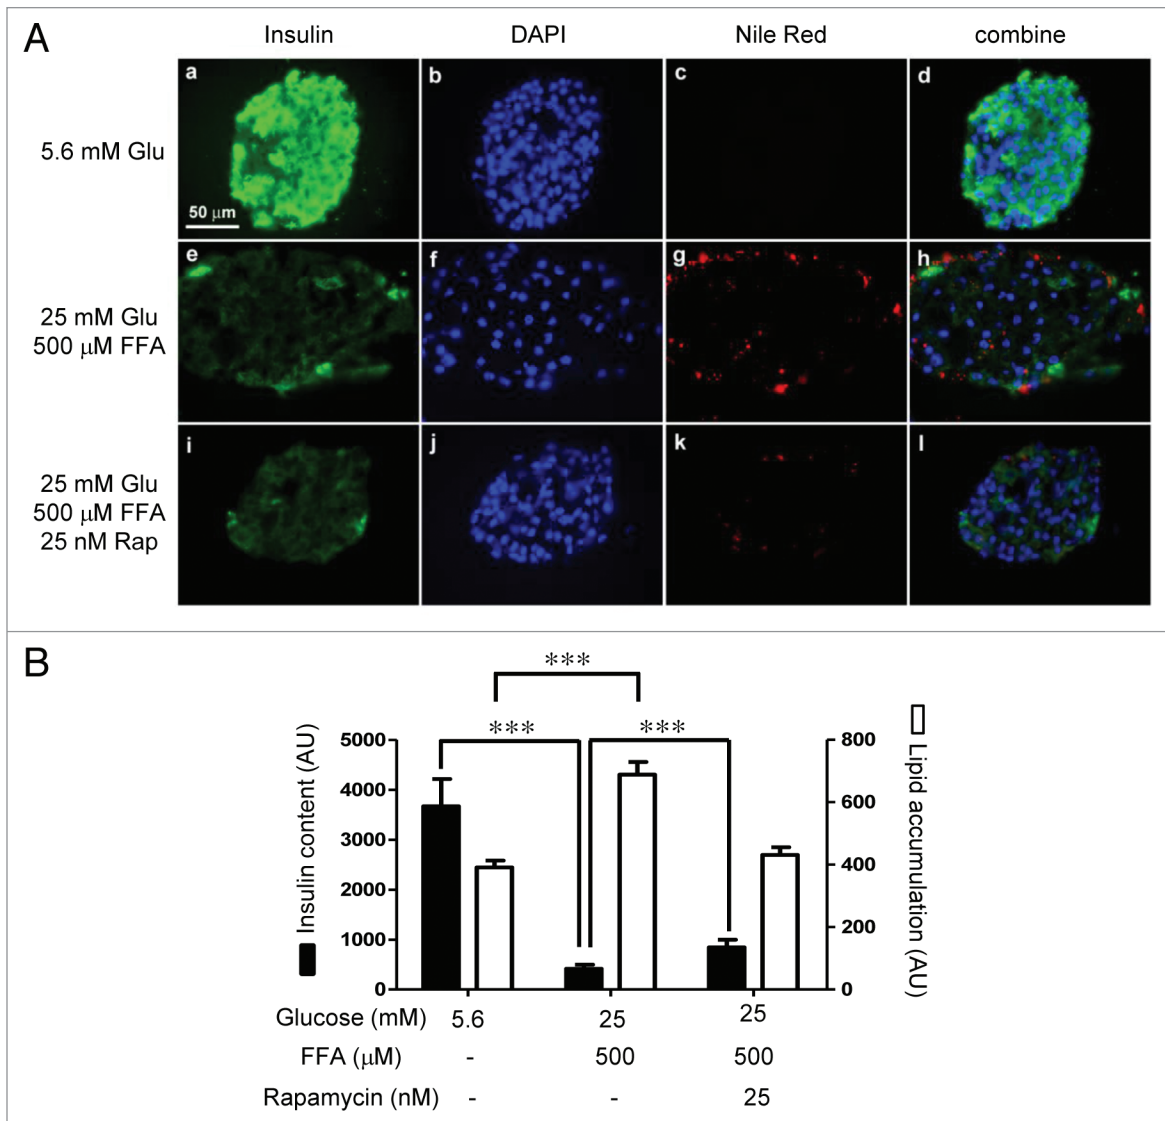 A
Insulin DAPI Nile Red combine
a b c d
5.6 mM Glu
50 μm
e f g h
25 mM Glu
500 μM FFA
i j k l
25 mM Glu
500 μM FFA
25 nM Rap
B
***
*** ***
Insulin content (AU)
5000
4000
3000
2000
1000
0
800
600
400
200
0
Lipid accumulation (AU)
Glucose (mM) 5.6 25 25
FFA (μM) - 500 500
Rapamycin (nM) - - 25